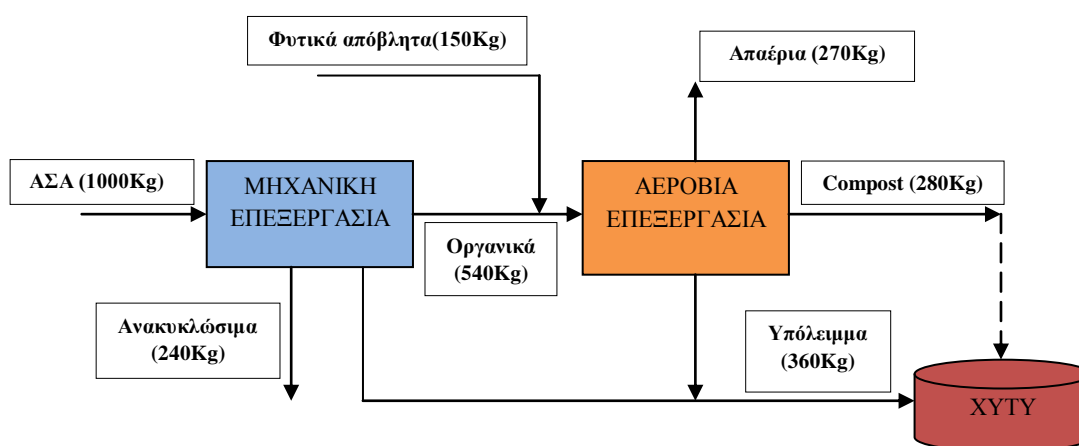 Φυτικά απόβλητα(150Kg)
Απαέρια (270Kg)
ΑΣΑ (1000Kg)
ΜΗΧΑΝΙΚΗ
ΕΠΕΞΕΡΓΑΣΙΑ
ΑΕΡΟΒΙΑ
ΕΠΕΞΕΡΓΑΣΙΑ
Compost (280Kg)
Οργανικά
(540Kg)
Ανακυκλώσιμα
(240Kg)
Υπόλειμμα
(360Kg)
ΧΥΤΥ